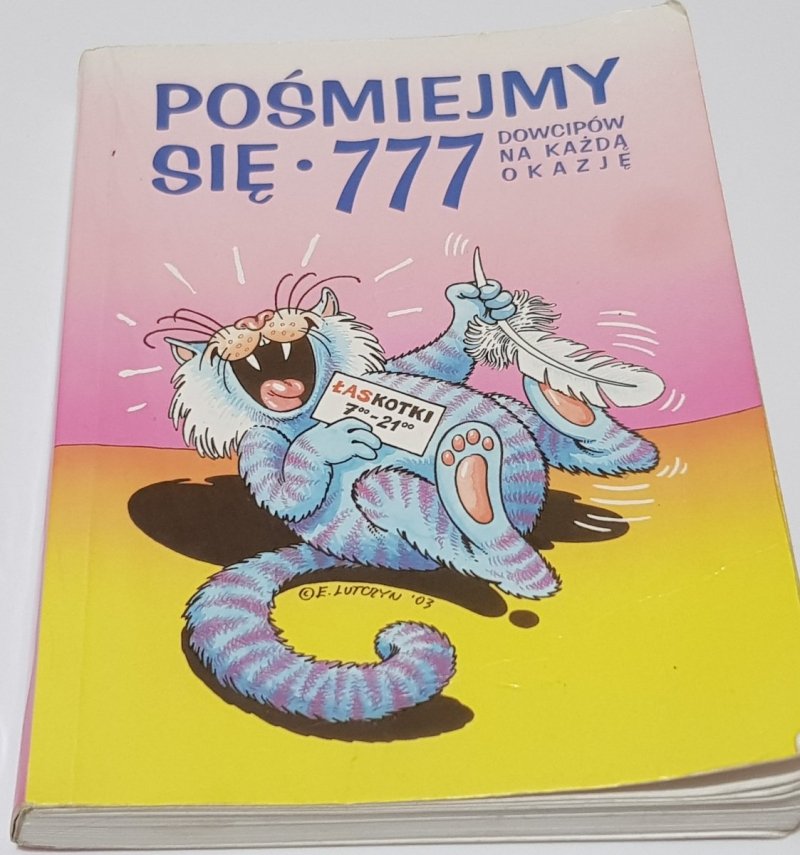 POŚMIEJMY
SIĘ • 777
DOWCIPÓW
NA KAŻDĄ
OKAZJĘ
ŁASKOTKI
7⁰⁰-21⁰⁰
©E. LUTCZYN '03